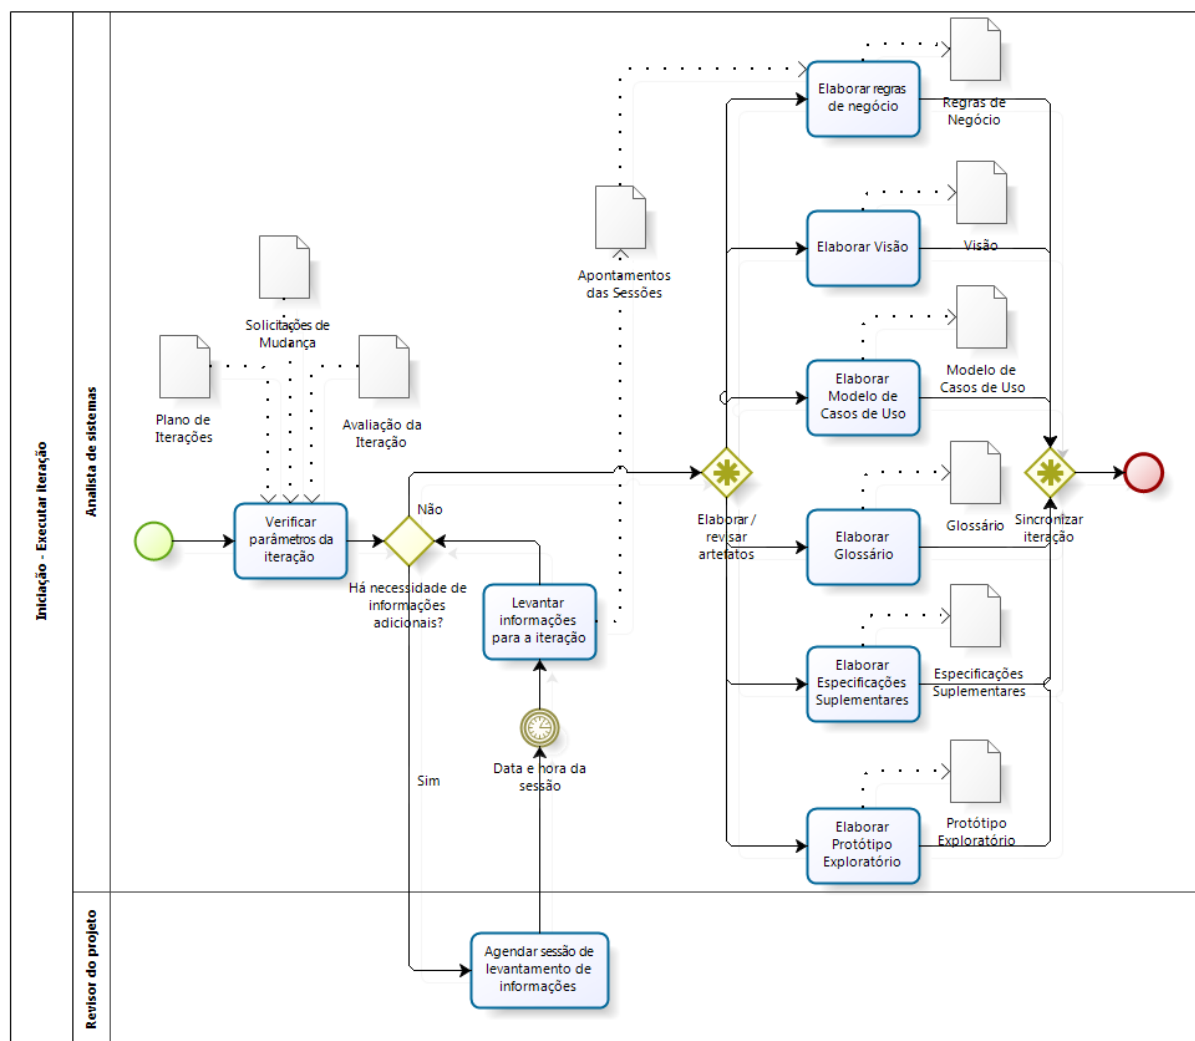 Iniciação - Executar iteração
Analista de sistemas
Revisor do projeto
Elaborar regras
de negócio
Regras de
Negócio
Elaborar Visão
Visão
Apontamentos
das Sessões
Solicitações de
Mudança
Plano de
Iterações
Avaliação da
Iteração
Elaborar
Modelo de
Casos de Uso
Modelo de
Casos de Uso
Verificar
parâmetros da
iteração
Não
Há necessidade de
informações
adicionais?
Sim
Levantar
informações
para a iteração
Data e hora da
sessão
Elaborar /
revisar
artefatos
Elaborar
Glossário
Glossário
Sincronizar
iteração
Elaborar
Especificações
Suplementares
Especificações
Suplementares
Elaborar
Protótipo
Exploratório
Protótipo
Exploratório
Agendar sessão de
levantamento de
informações